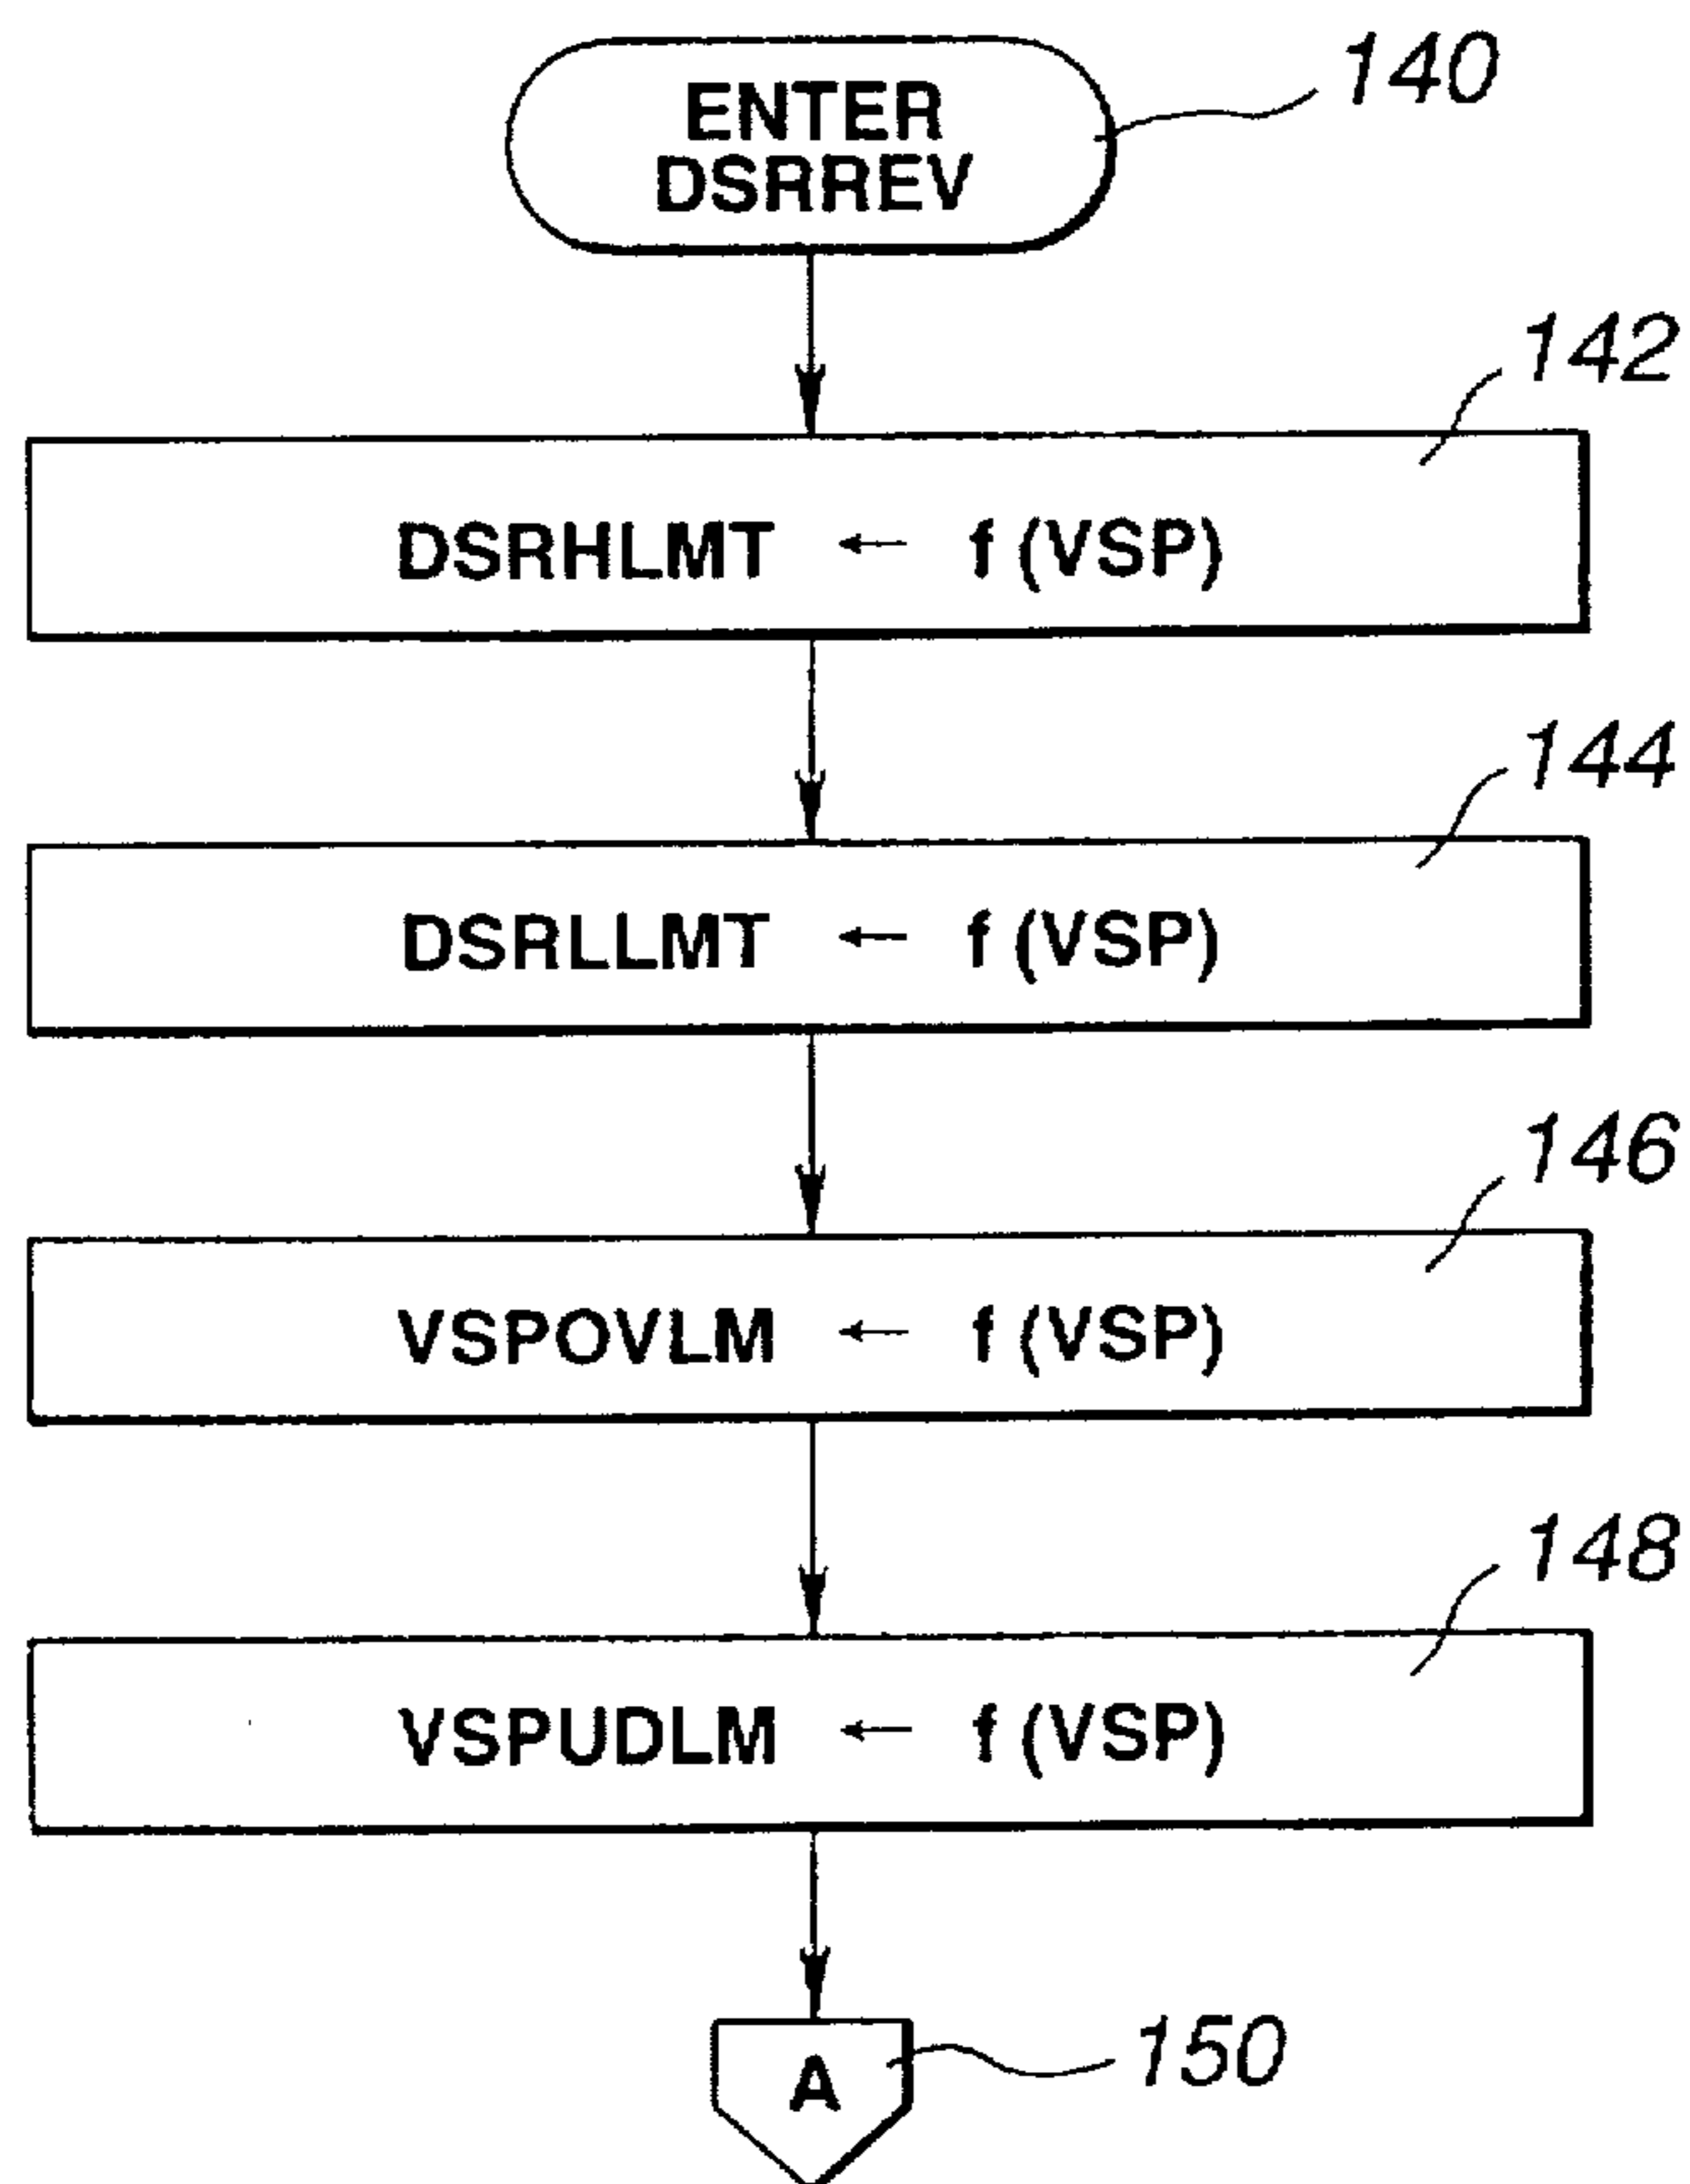 ENTER
DSRREV
140
142
DSRHLMT ← f (VSP)
144
DSRLLMT ← f (VSP)
146
VSPOVLM ← f (VSP)
148
VSPUDLM ← f (VSP)
A
150